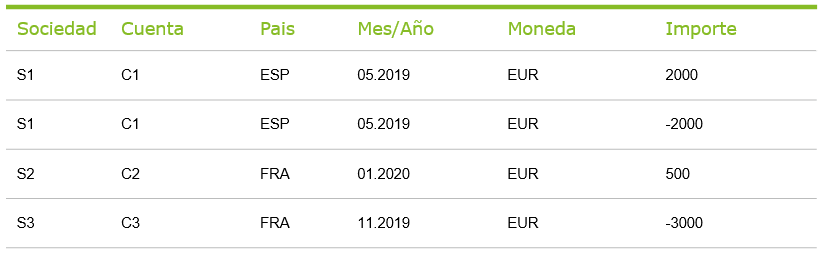 Sociedad Cuenta Pais Mes/Año Moneda Importe
S1 C1 ESP 05.2019 EUR 2000
S1 C1 ESP 05.2019 EUR -2000
S2 C2 FRA 01.2020 EUR 500
S3 C3 FRA 11.2019 EUR -3000